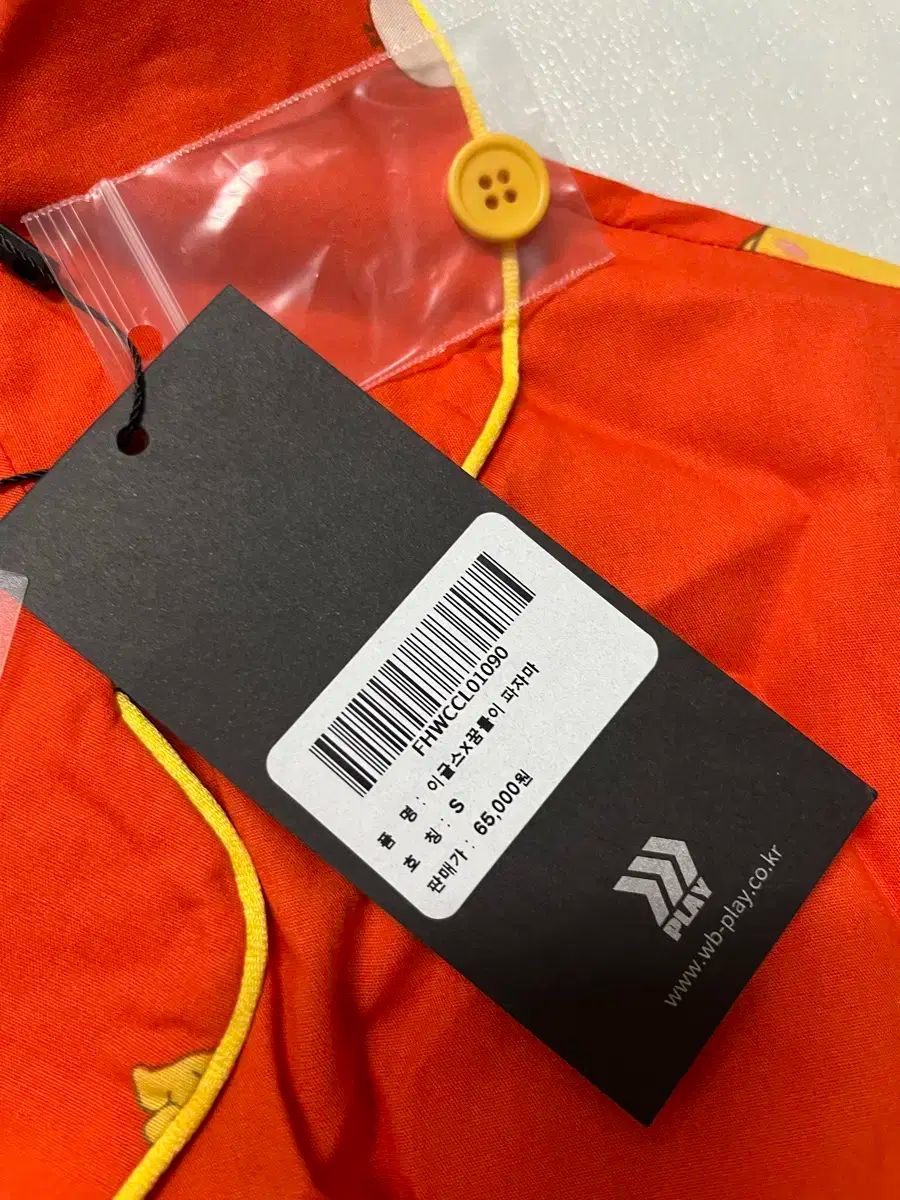 FHWCCL01090
품 명 : 이글스X꿈돌이 파자마
호 칭 : S
판매가 : 65,000원
PLAY
www.wb-play.co.kr